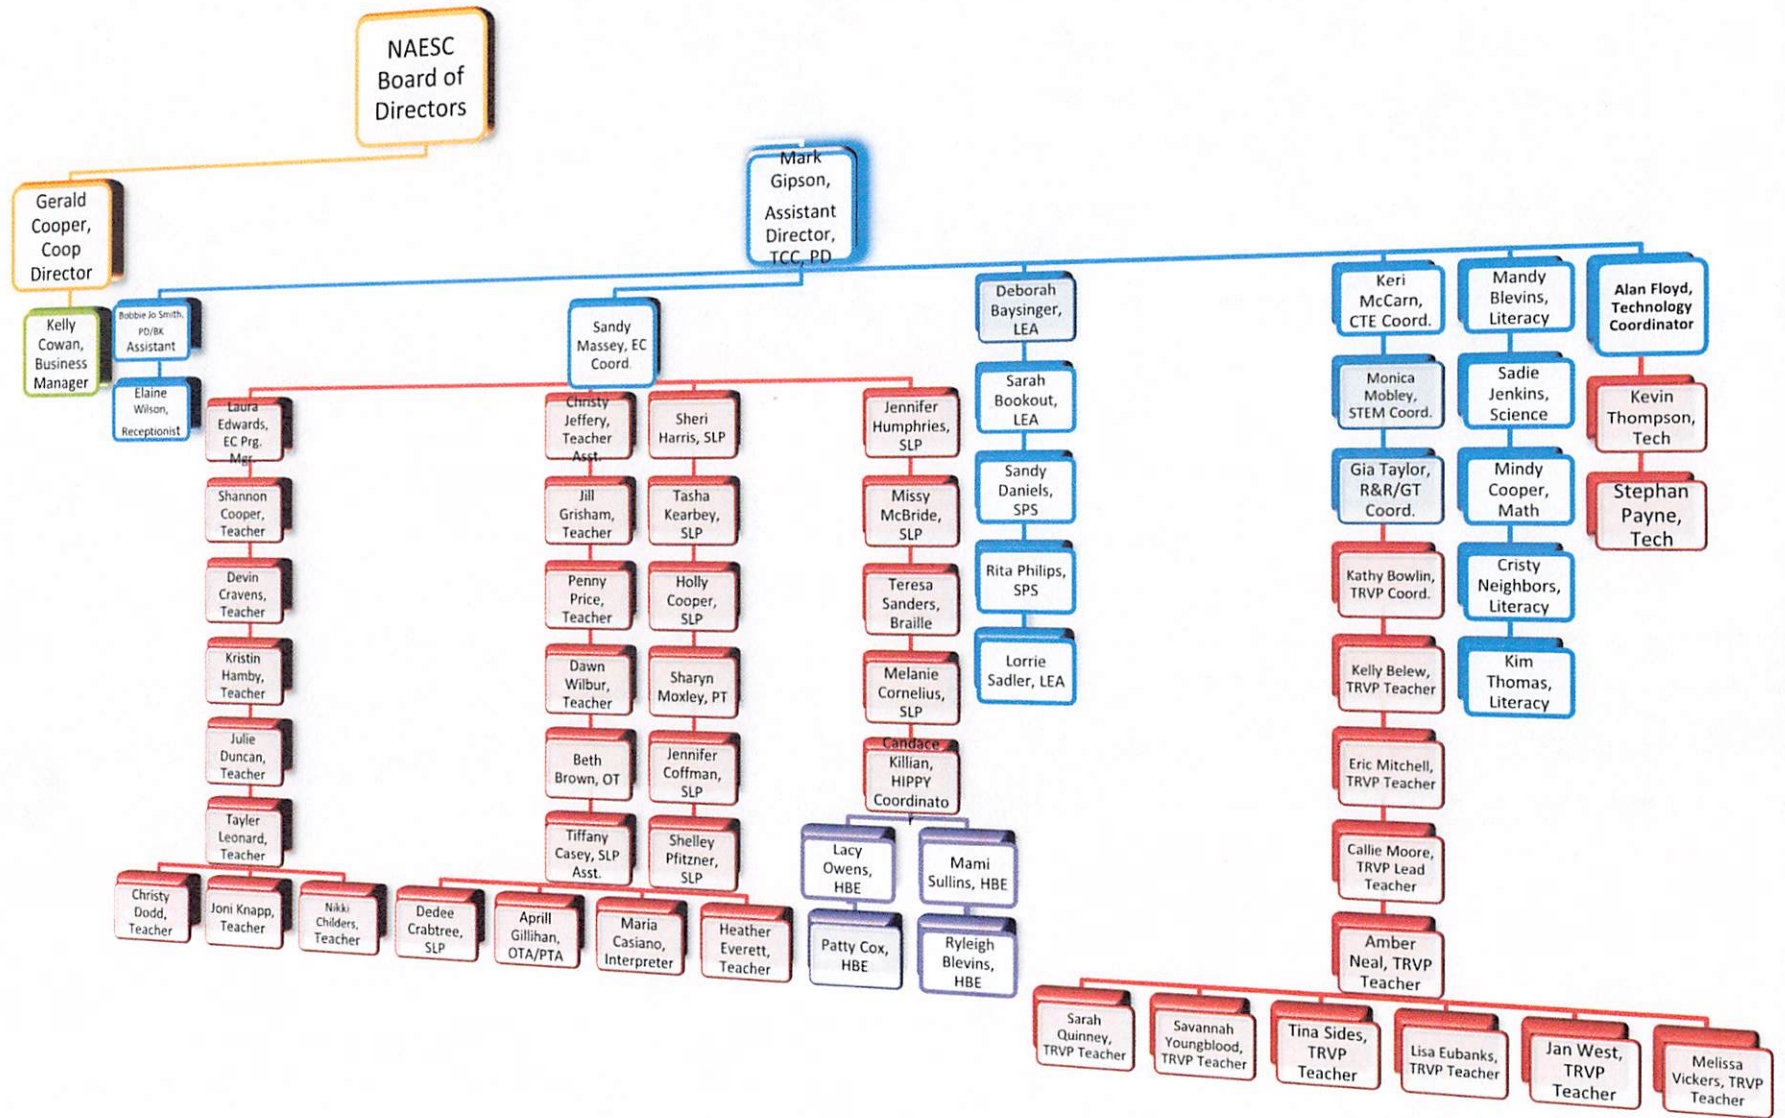 NAESC
Board of
Directors
Mark
Gipson,
Assistant
Director,
TCC, PD
Gerald
Cooper,
Coop
Director
Kelly
Cowan,
Business
Manager
Bobbie Jo Smith,
PD/BK
Assistant
Elaine
Wilson,
Receptionist
Sandy
Massey, EC
Coord.
Deborah
Baysinger,
LEA
Sarah
Bookout,
LEA
Sandy
Daniels,
SPS
Rita Philips,
SPS
Lorrie
Sadler, LEA
Keri
McCarn,
CTE Coord.
Monica
Mobley,
STEM Coord.
Gia Taylor,
R&R/GT
Coord.
Kathy Bowlin,
TRVP Coord.
Kelly Belew,
TRVP Teacher
Eric Mitchell,
TRVP Teacher
Callie Moore,
TRVP Lead
Teacher
Amber
Neal, TRVP
Teacher
Mandy
Blevins,
Literacy
Sadie
Jenkins,
Science
Mindy
Cooper,
Math
Cristy
Neighbors,
Literacy
Kim
Thomas,
Literacy
Alan Floyd,
Technology
Coordinator
Kevin
Thompson,
Tech
Stephan
Payne,
Tech
Laura
Edwards,
EC Prg.
Mgr.
Shannon
Cooper,
Teacher
Devin
Cravens,
Teacher
Kristin
Hamby,
Teacher
Julie
Duncan,
Teacher
Tayler
Leonard,
Teacher
Christy
Jeffery,
Teacher
Asst.
Jill
Grisham,
Teacher
Penny
Price,
Teacher
Dawn
Wilbur,
Teacher
Beth
Brown, OT
Tiffany
Casey, SLP
Asst.
Sheri
Harris, SLP
Tasha
Kearbey,
SLP
Holly
Cooper,
SLP
Sharyn
Moxley, PT
Jennifer
Coffman,
SLP
Shelley
Pfitzner,
SLP
Jennifer
Humphries,
SLP
Missy
McBride,
SLP
Teresa
Sanders,
Braille
Melanie
Cornelius,
SLP
Candace
Killian,
HIPPY
Coordinato
Lacy
Owens,
HBE
Patty Cox,
HBE
Mami
Sullins, HBE
Ryleigh
Blevins,
HBE
Christy
Dodd,
Teacher
Joni Knapp,
Teacher
Nikki
Childers,
Teacher
Dedee
Crabtree,
SLP
Aprill
Gillihan,
OTA/PTA
Maria
Casiano,
Interpreter
Heather
Everett,
Teacher
Sarah
Quinney,
TRVP Teacher
Savannah
Youngblood,
TRVP Teacher
Tina Sides,
TRVP
Teacher
Lisa Eubanks,
TRVP Teacher
Jan West,
TRVP
Teacher
Melissa
Vickers, TRVP
Teacher